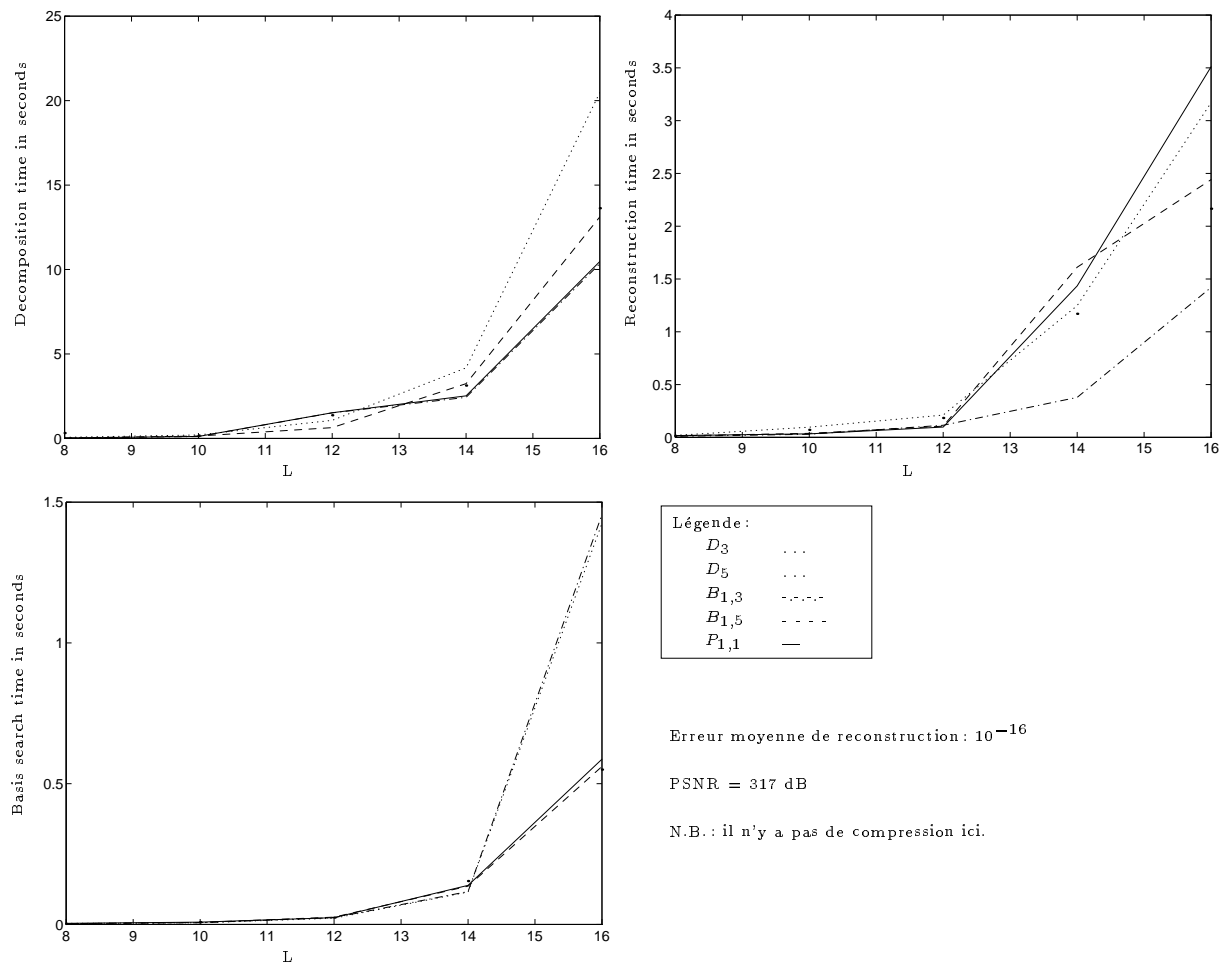 25
20
15
10
5
0
8 9 10 11 12 13 14 15 16
L
Decomposition time in seconds
4
3.5
3
2.5
2
1.5
1
0.5
0
8 9 10 11 12 13 14 15 16
L
Reconstruction time in seconds
1.5
1
0.5
0
8 9 10 11 12 13 14 15 16
L
Basis search time in seconds
Légende:
D3 ...
D5 ...
B1,3 -.-.-.-
B1,5 - - - -
P1,1 —
Erreur moyenne de reconstruction: 10^−16
PSNR = 317 dB
N.B.: il n'y a pas de compression ici.